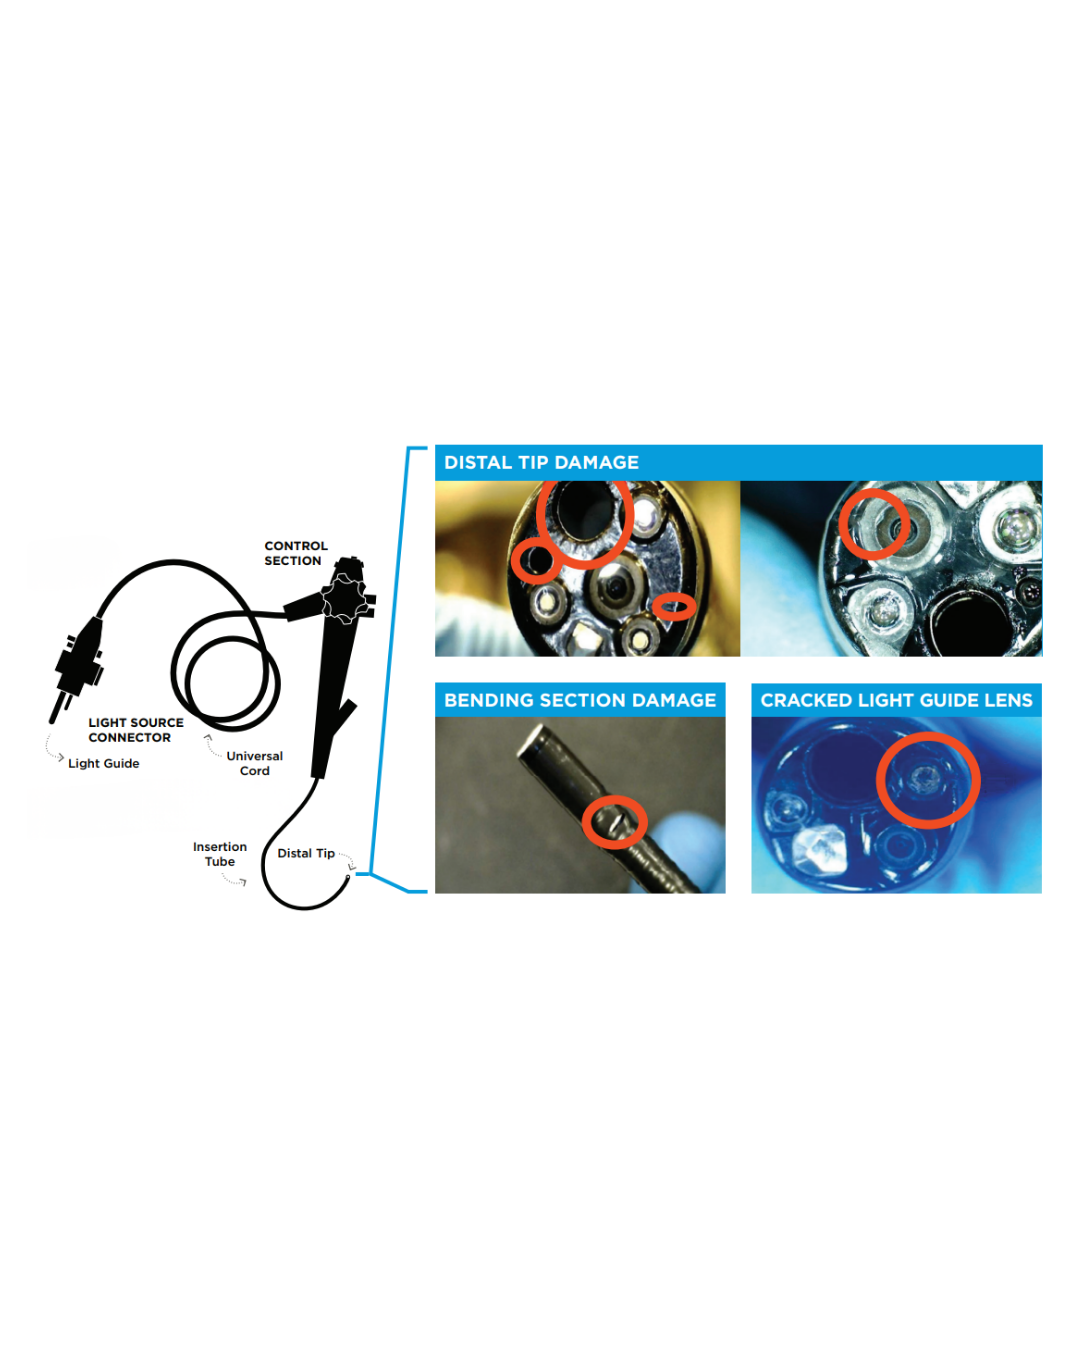 DISTAL TIP DAMAGE
CONTROL
SECTION
LIGHT SOURCE
CONNECTOR
Light Guide
Universal
Cord
Insertion
Tube
Distal Tip
BENDING SECTION DAMAGE
CRACKED LIGHT GUIDE LENS